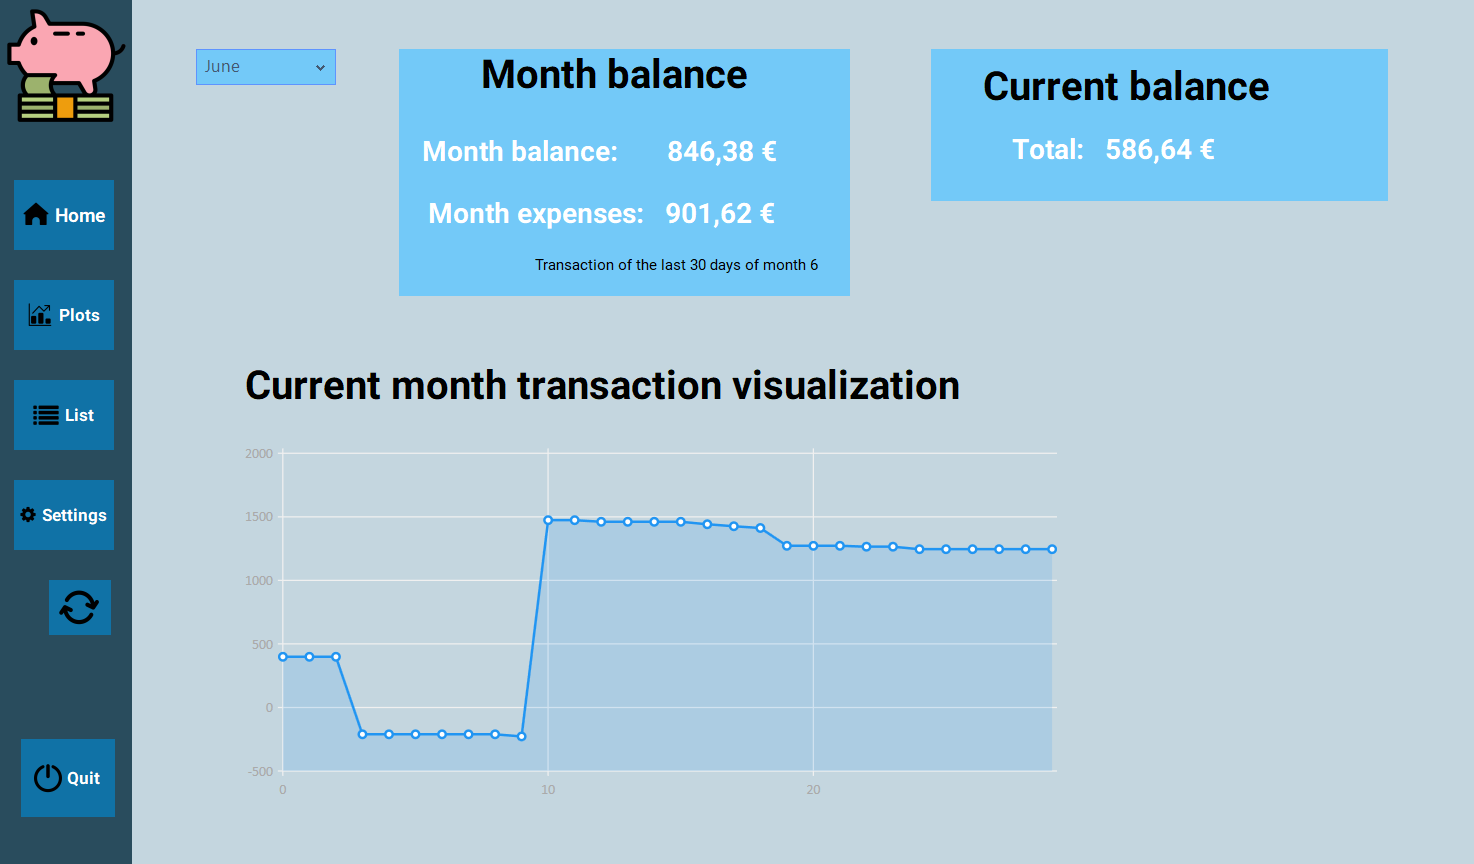 June
Month balance
Month balance: 846,38 €
Month expenses: 901,62 €
Transaction of the last 30 days of month 6
Current balance
Total: 586,64 €
Home
Plots
List
Settings
Quit
Current month transaction visualization
2000
1500
1000
500
0
-500
0 10 20